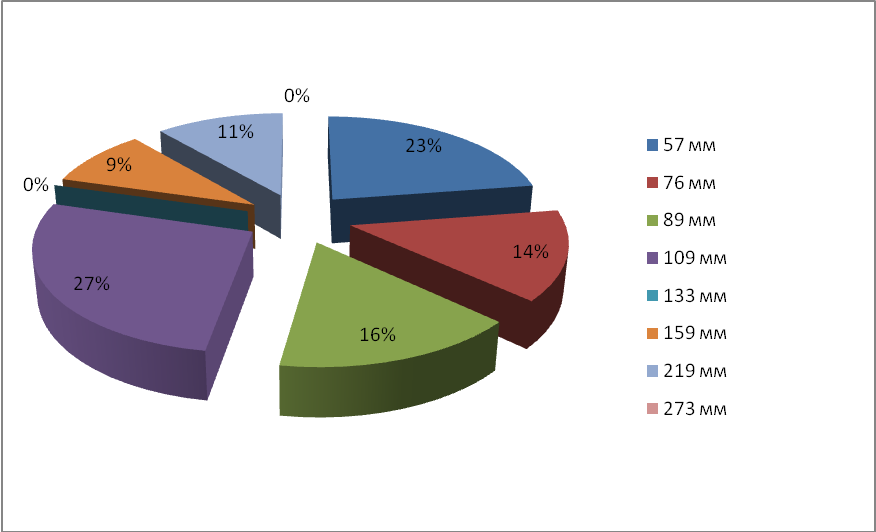 0%
11%
23%
9%
0%
14%
27%
16%
57 мм
76 мм
89 мм
109 мм
133 мм
159 мм
219 мм
273 мм